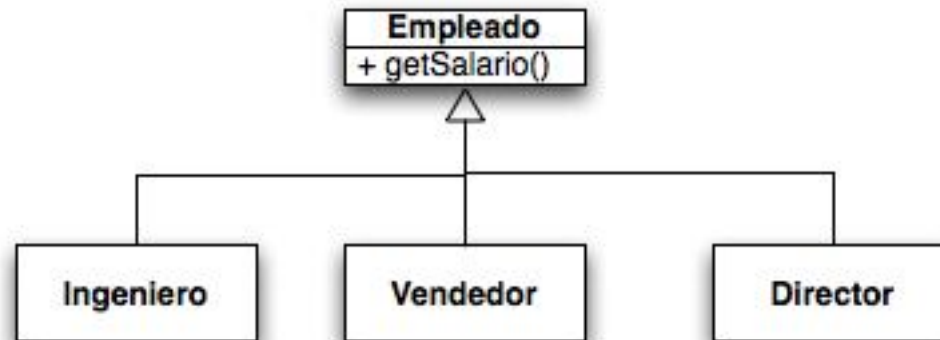 Empleado
+ getSalario()
Ingeniero
Vendedor
Director